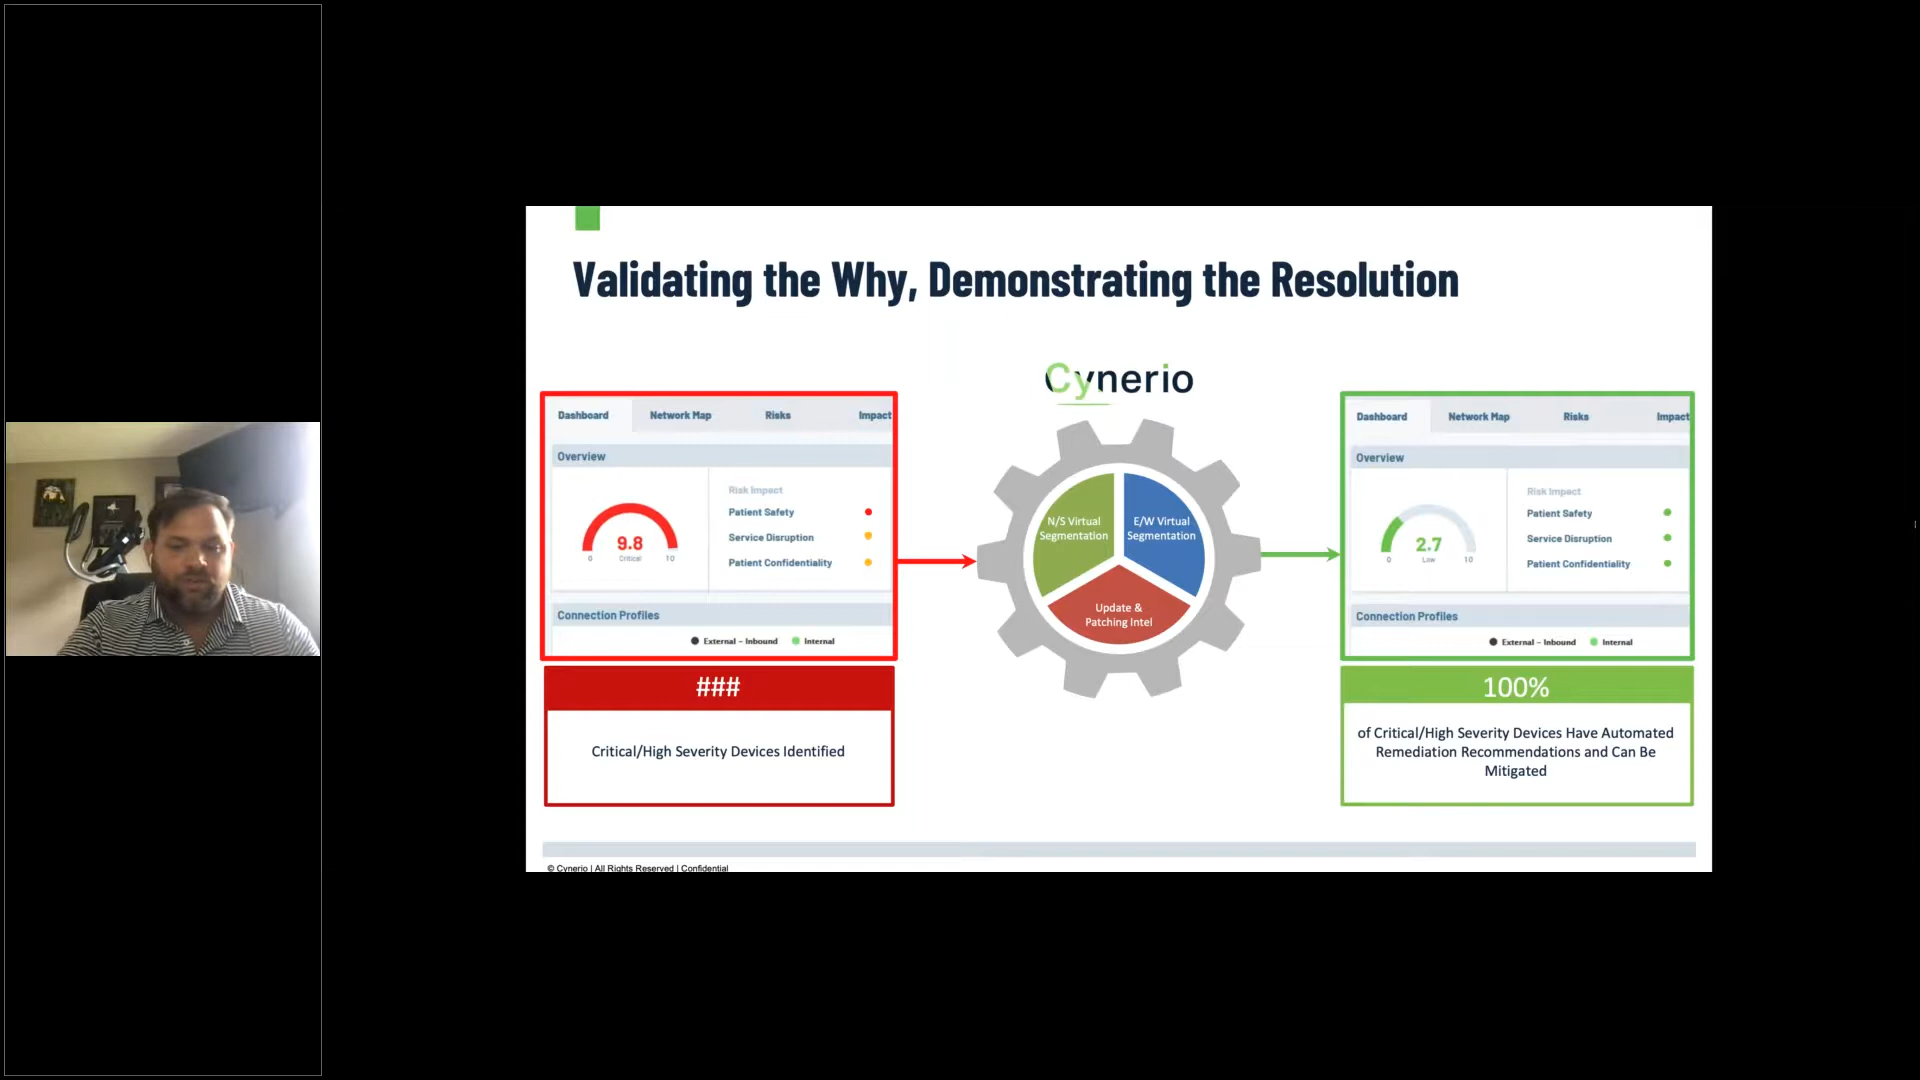 Validating the Why, Demonstrating the Resolution
Cynerio
Dashboard Network Map Risks Impact
Overview
Risk Impact
Patient Safety
Service Disruption
Patient Confidentiality
9.8
0 Critical 10
Connection Profiles
External – Inbound Internal
###
Critical/High Severity Devices Identified
N/S Virtual
Segmentation
E/W Virtual
Segmentation
Update &
Patching Intel
Dashboard Network Map Risks Impact
Overview
Risk Impact
Patient Safety
Service Disruption
Patient Confidentiality
2.7
0 Low 10
Connection Profiles
External – Inbound Internal
100%
of Critical/High Severity Devices Have Automated
Remediation Recommendations and Can Be
Mitigated
© Cynerio | All Rights Reserved | Confidential